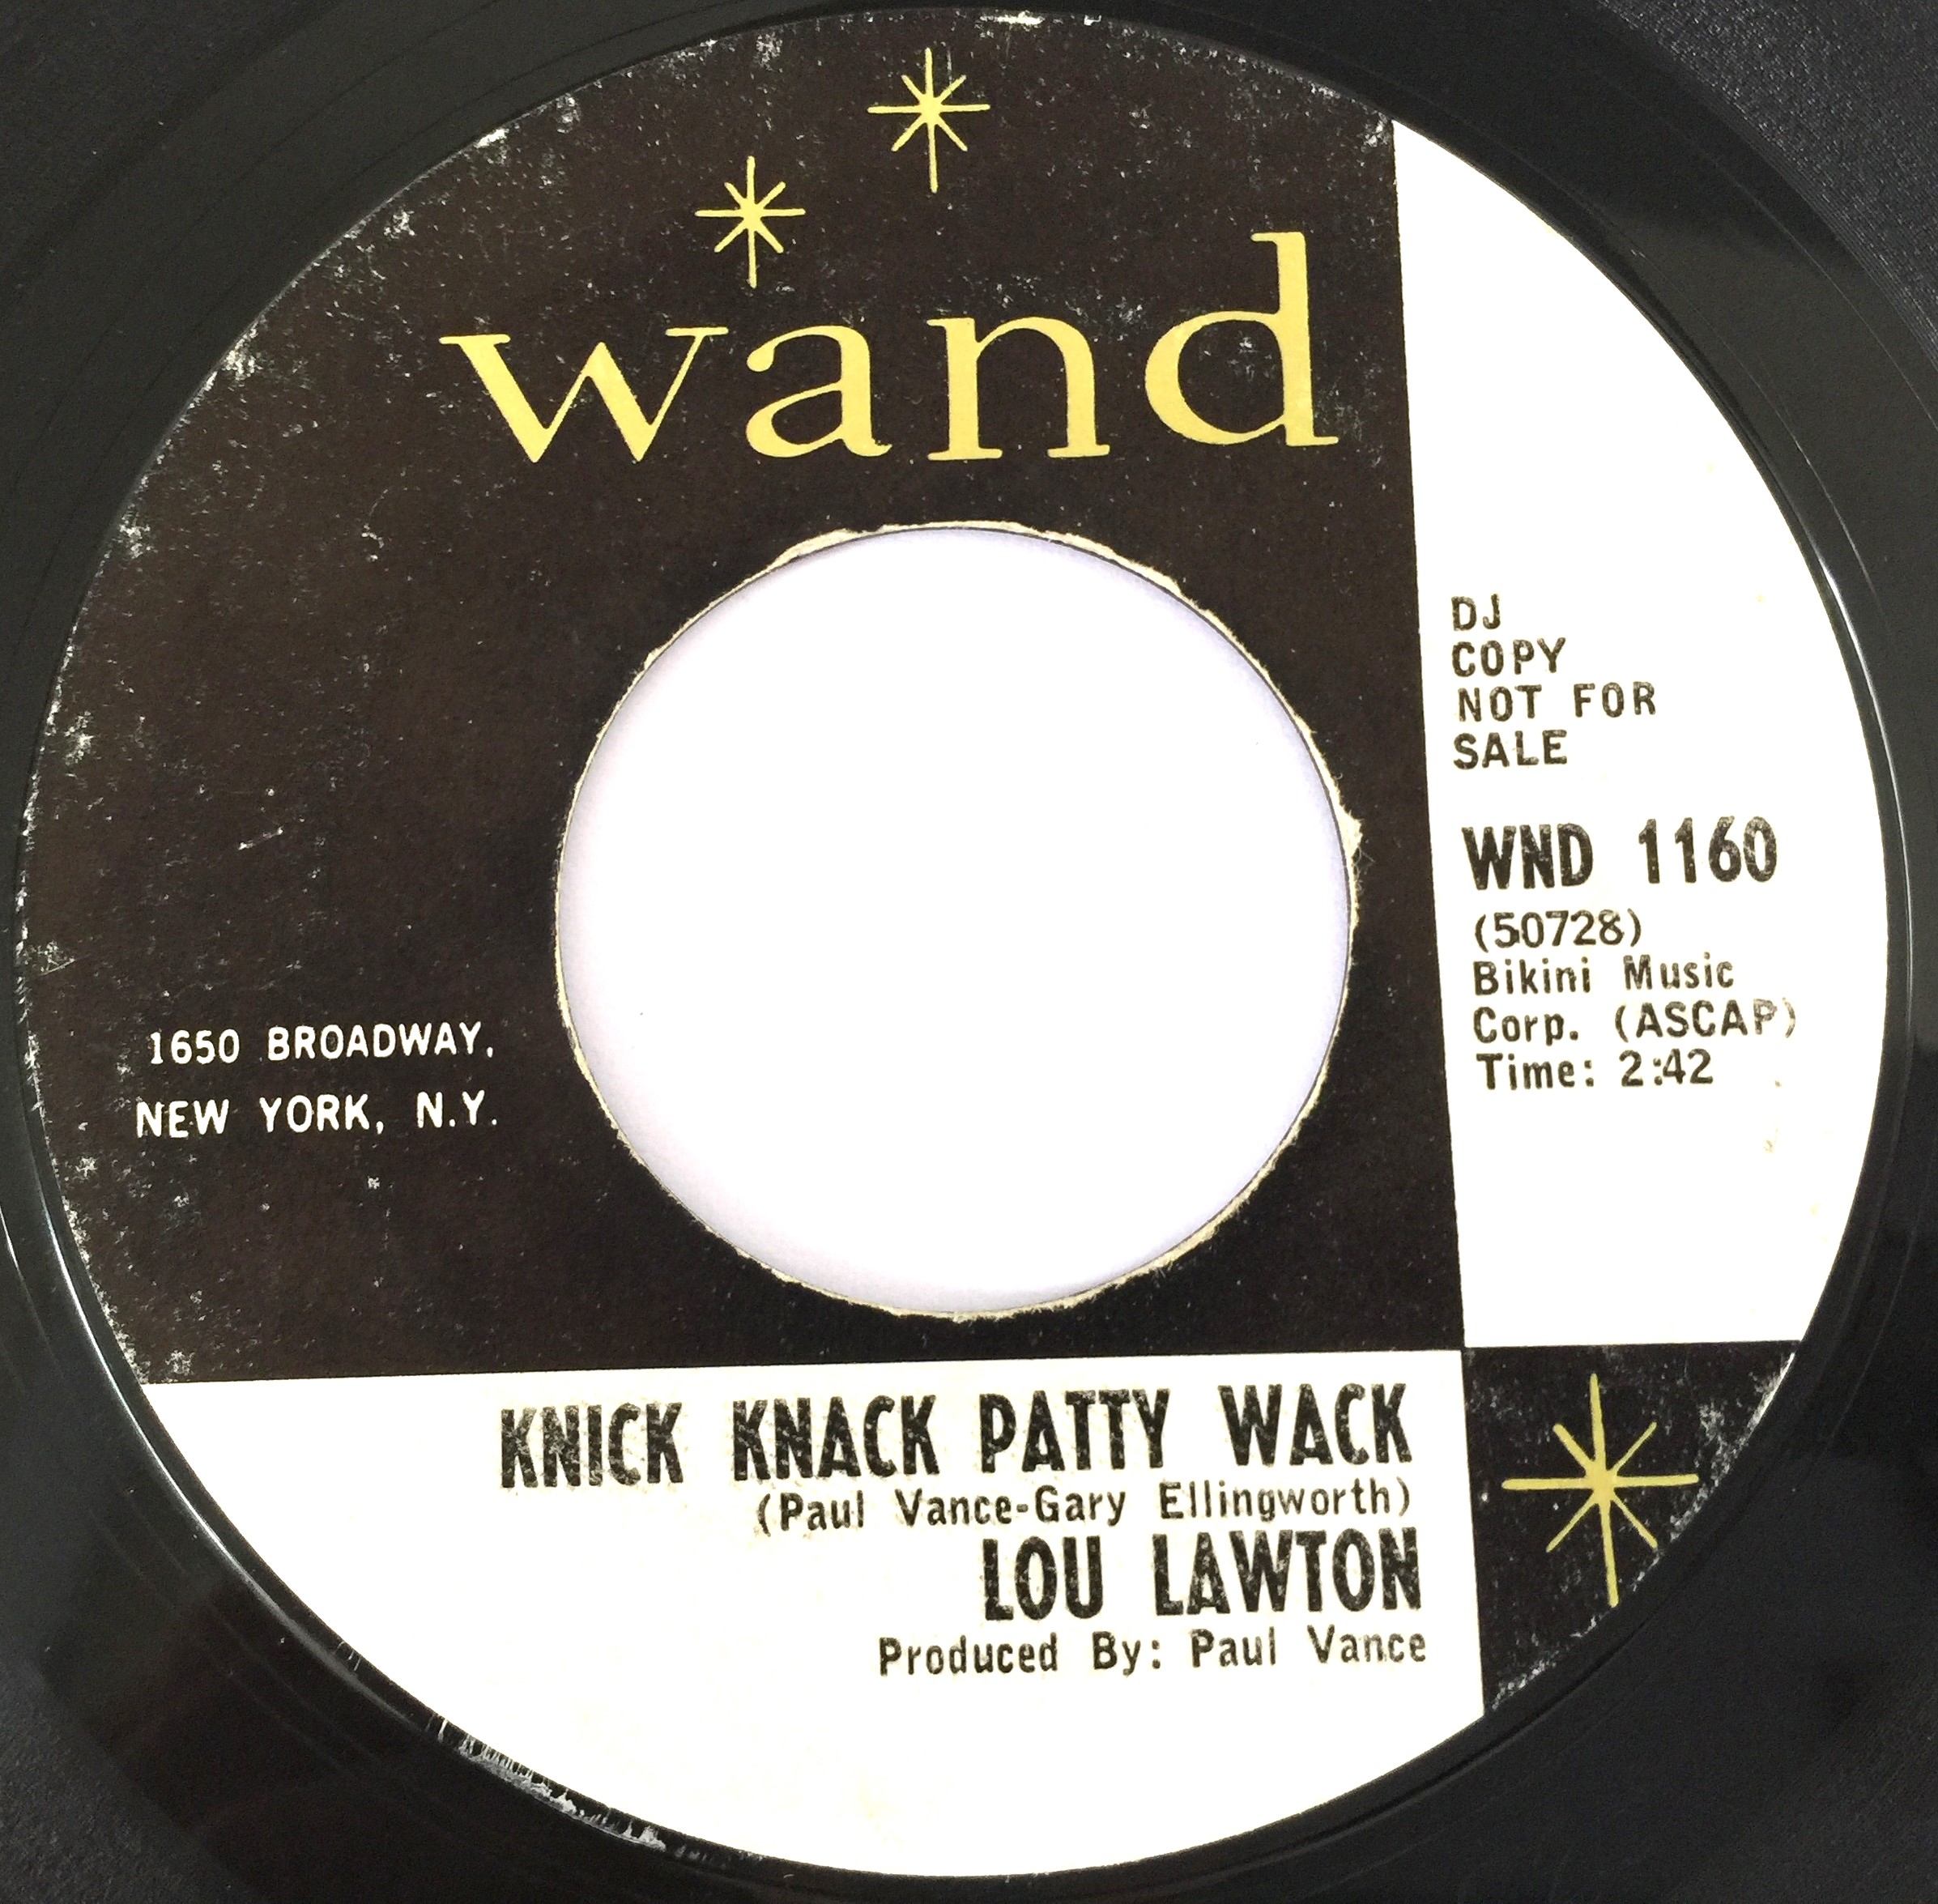 wand
DJ
COPY
NOT FOR
SALE
WND 1160
(50728)
Bikini Music
Corp. (ASCAP)
Time: 2:42
1650 BROADWAY,
NEW YORK, N.Y.
KNICK KNACK PATTY WACK
(Paul Vance-Gary Ellingworth)
LOU LAWTON
Produced By: Paul Vance